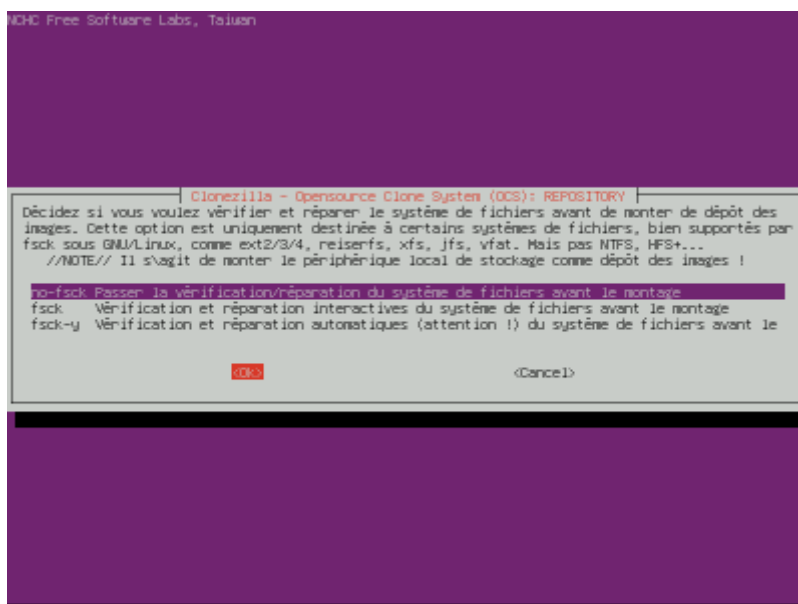 NCHC Free Software Labs, Taiwan
Clonezilla - Opensource Clone System (OCS): REPOSITORY
Décidez si vous voulez vérifier et réparer le système de fichiers avant de monter de dépôt des
images. Cette option est uniquement destinée à certains systèmes de fichiers, bien supportés par
fsck sous GNU/Linux, comme ext2/3/4, reiserfs, xfs, jfs, vfat. Mais pas NTFS, HFS+...
//NOTE// Il s\agit de monter le périphérique local de stockage comme dépôt des images !
no-fsck Passer la vérification/réparation du système de fichiers avant le montage
fsck Vérification et réparation interactives du système de fichiers avant le montage
fsck-y Vérification et réparation automatiques (attention !) du système de fichiers avant le
<Ok> <Cancel>